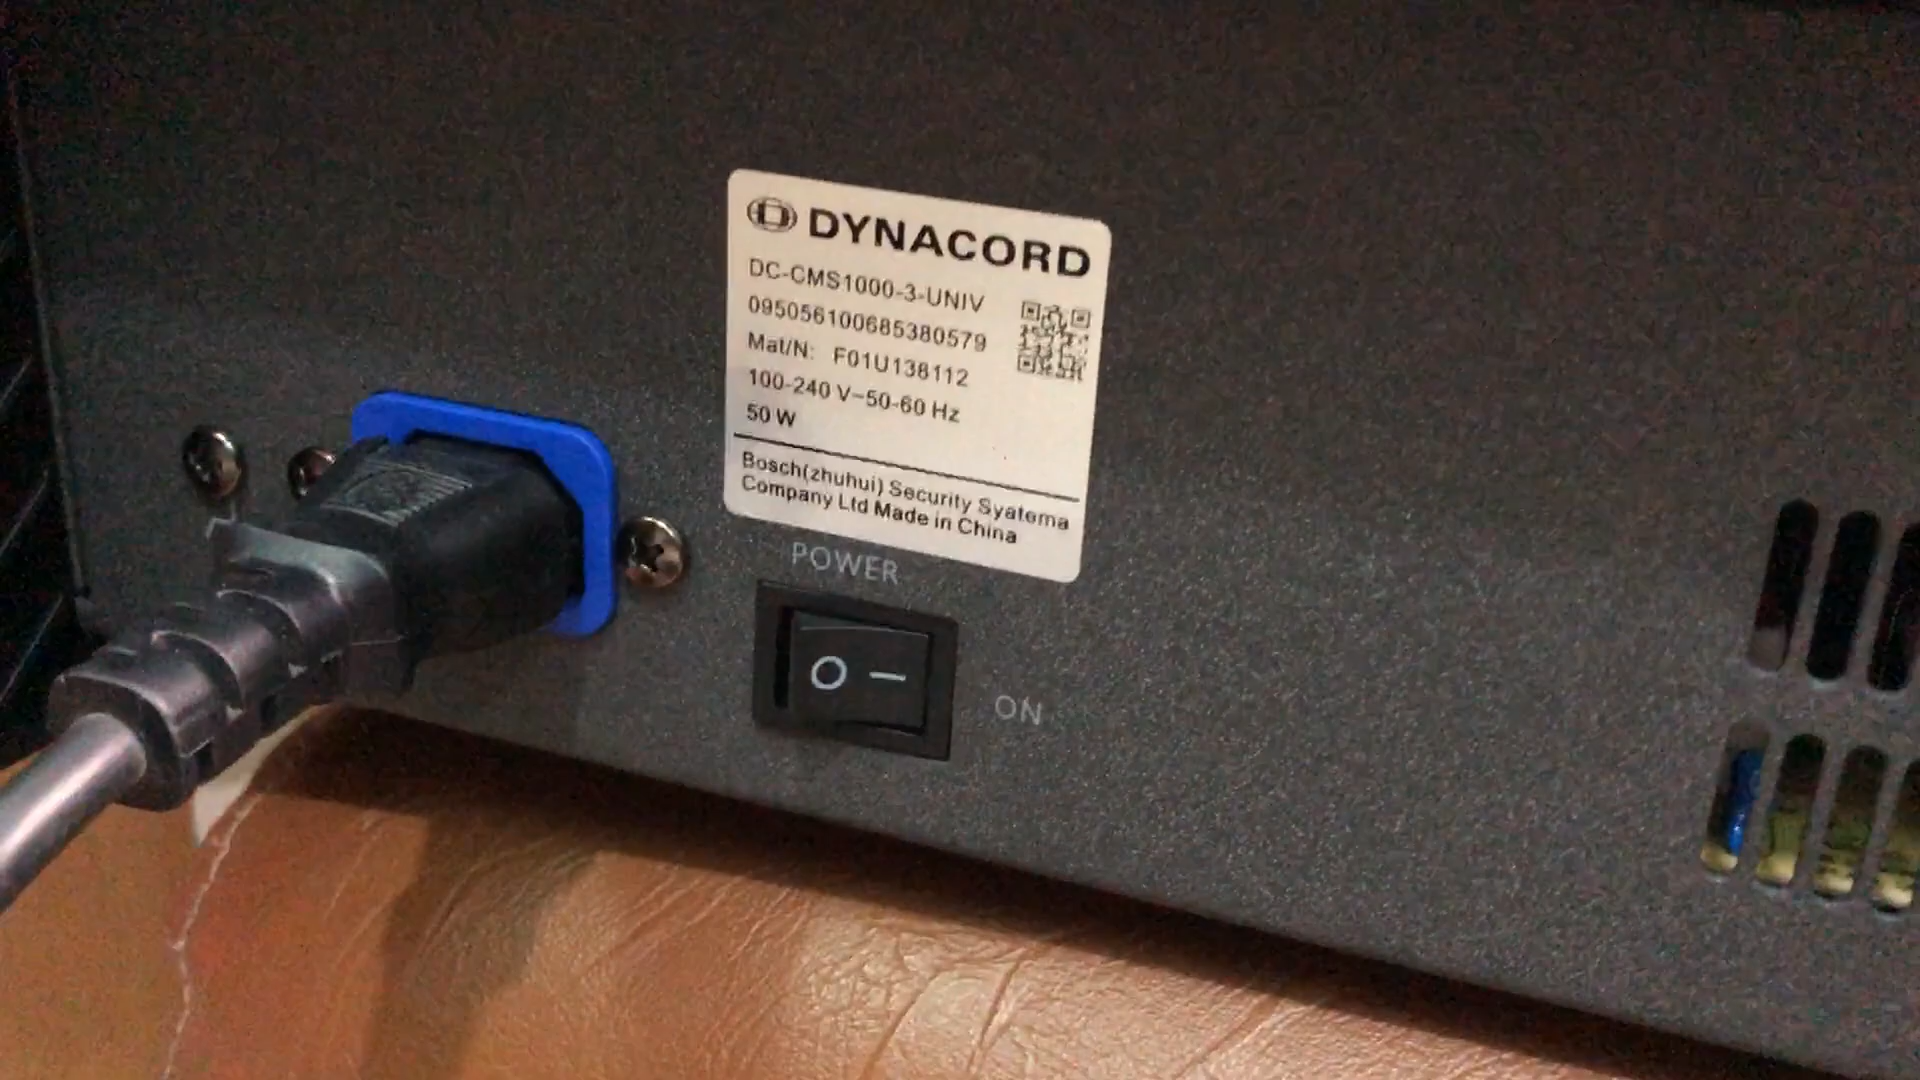 DYNACORD
DC-CMS1000-3-UNIV
095056100685380579
Mat/N: F01U138112
100-240 V~50-60 Hz
50 W
Bosch(zhuhui) Security Syatema
Company Ltd Made in China
POWER
O –
ON